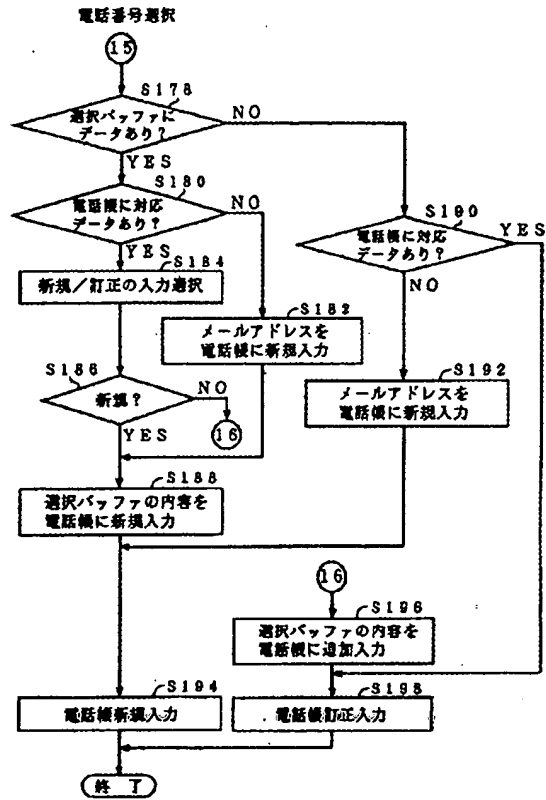 電話番号選択
15
S178
選択バッファに
データあり?
NO
YES
S180
電話帳に対応
データあり?
NO
YES
S190
電話帳に対応
データあり?
YES
NO
S184
新規/訂正の入力選択
S182
メールアドレスを
電話帳に新規入力
S186
新規?
NO
16
YES
S192
メールアドレスを
電話帳に新規入力
S188
選択バッファの内容を
電話帳に新規入力
16
S196
選択バッファの内容を
電話帳に追加入力
S194
電話帳新規入力
S198
電話帳訂正入力
終了